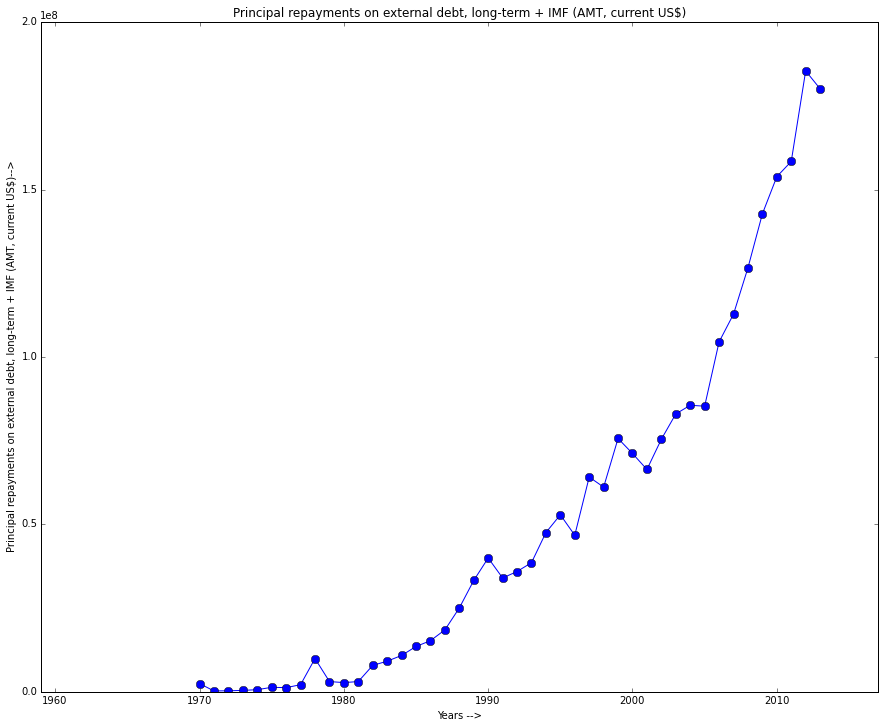 Principal repayments on external debt, long-term + IMF (AMT, current US$)
1e8
2.0
1.5
1.0
0.5
0.0
Principal repayments on external debt, long-term + IMF (AMT, current US$)-->
1960 1970 1980 1990 2000 2010
Years -->